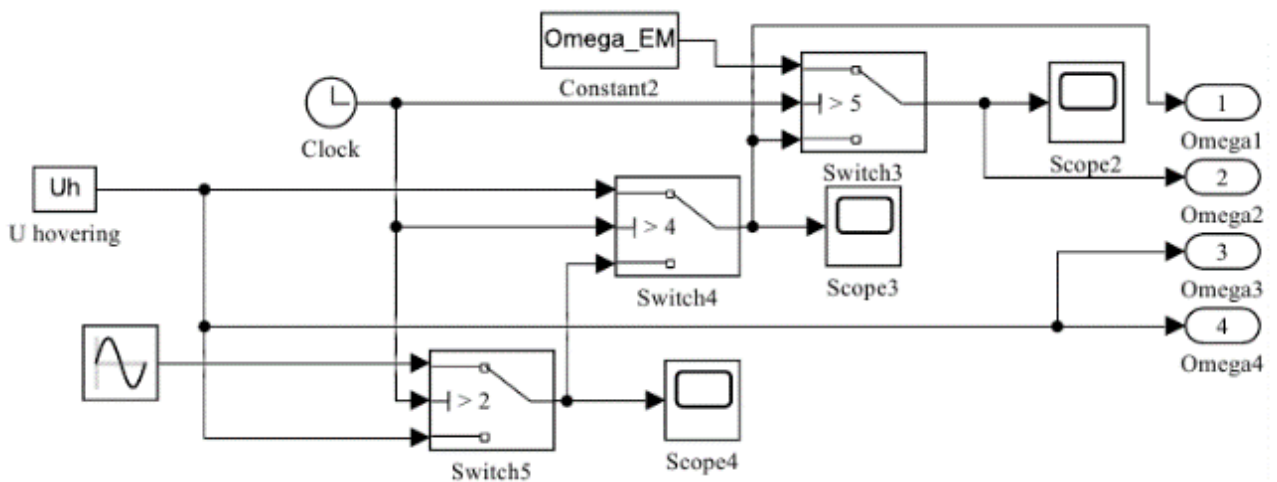 Omega_EM
Constant2
> 5
Switch3
Clock
Scope2
1
Omega1
Uh
U hovering
> 4
Switch4
Scope3
2
Omega2
3
Omega3
4
Omega4
> 2
Switch5
Scope4